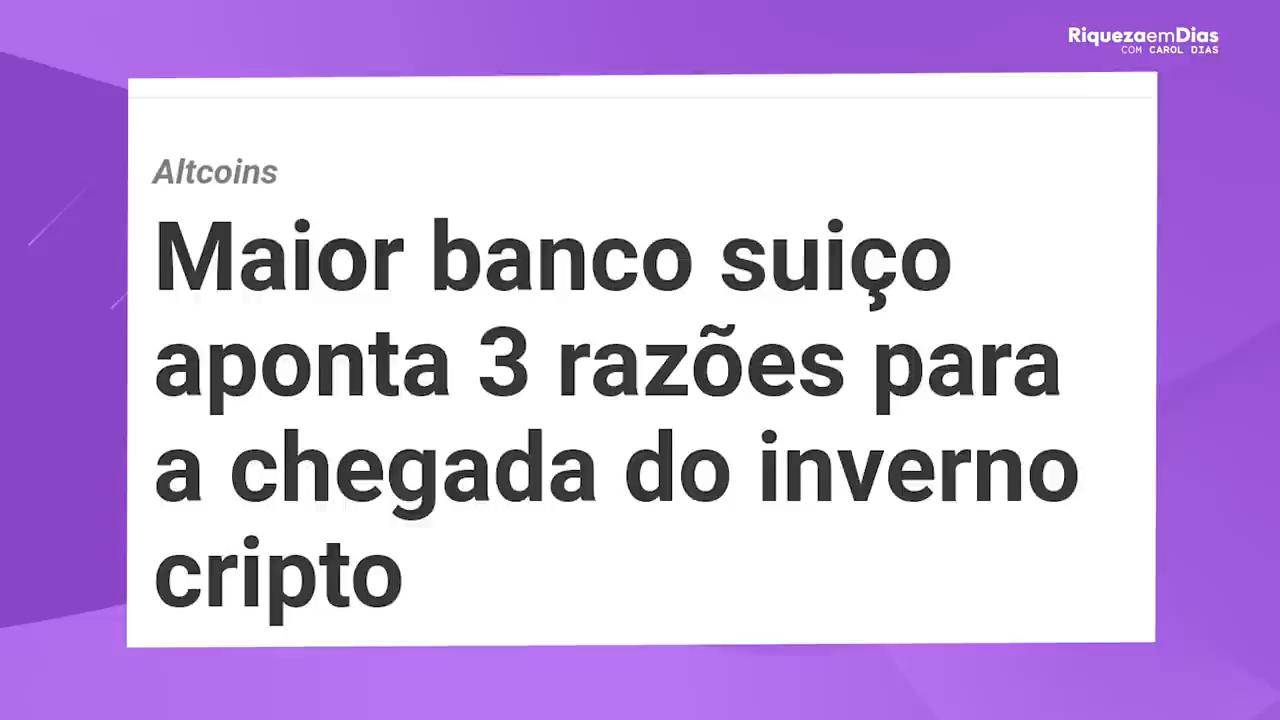 RiquezaemDias
COM CAROL DIAS
Altcoins
Maior banco suiço
aponta 3 razões para
a chegada do inverno
cripto